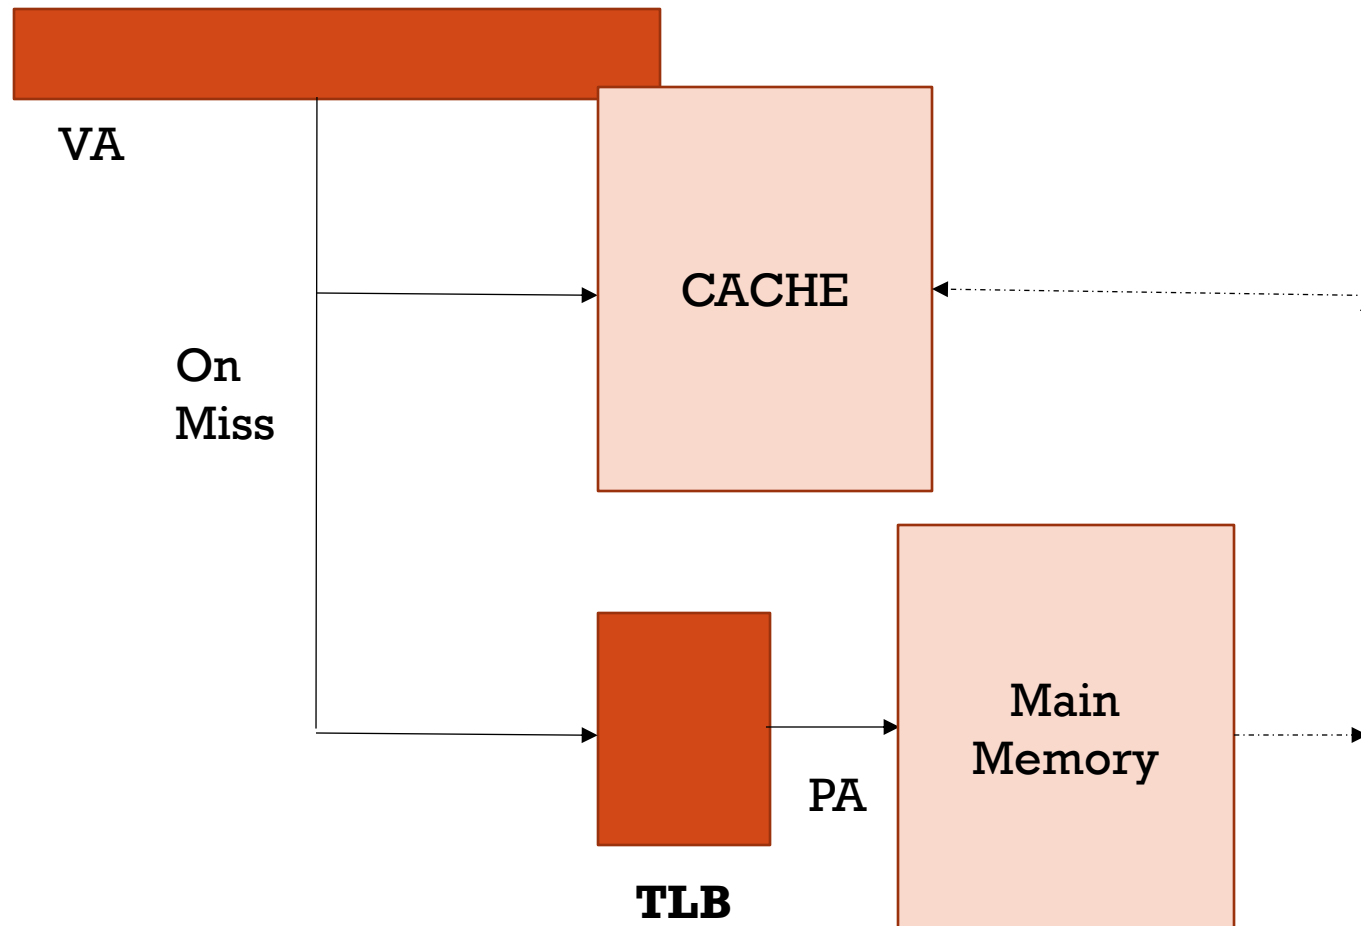 VA
CACHE
On
Miss
Main
Memory
PA
TLB